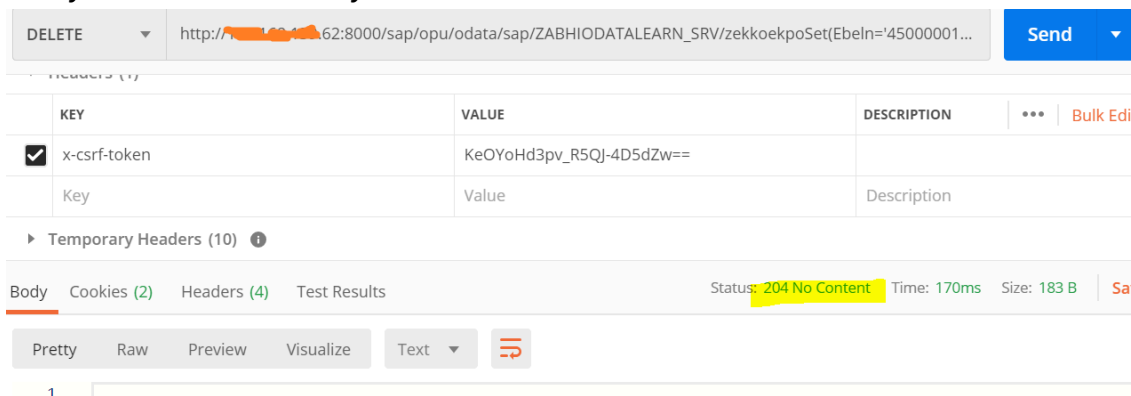 DELETE http:// .62:8000/sap/opu/odata/sap/ZABHIODATALEARN_SRV/zekkoekpoSet(Ebeln='45000001... Send
KEY VALUE DESCRIPTION ••• Bulk Edi
x-csrf-token KeOYoHd3pv_R5QJ-4D5dZw==
Key Value Description
Temporary Headers (10) i
Body Cookies (2) Headers (4) Test Results Status: 204 No Content Time: 170ms Size: 183 B Sa
Pretty Raw Preview Visualize Text
1